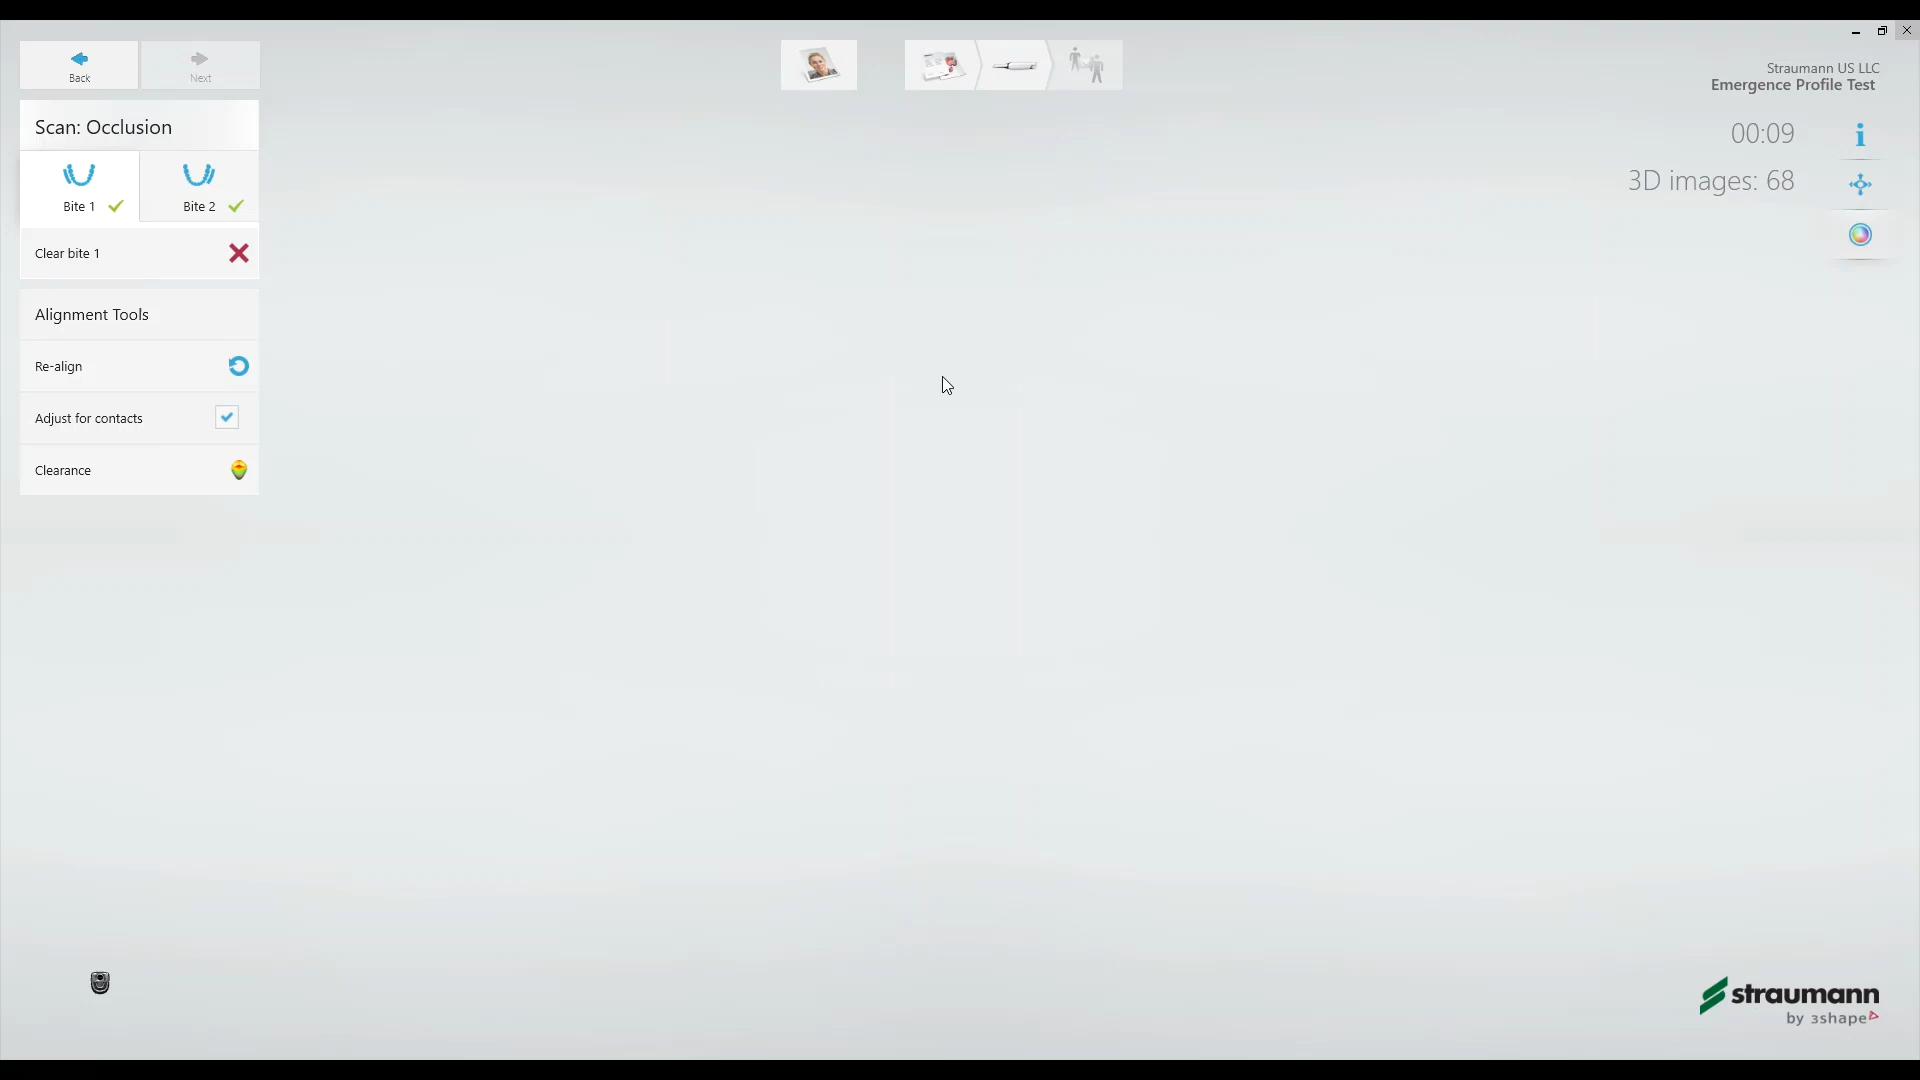 Back
Next
Straumann US LLC
Emergence Profile Test
Scan: Occlusion
00:09
3D images: 68
Bite 1
Bite 2
Clear bite 1
Alignment Tools
Re-align
Adjust for contacts
Clearance
straumann
by 3shape